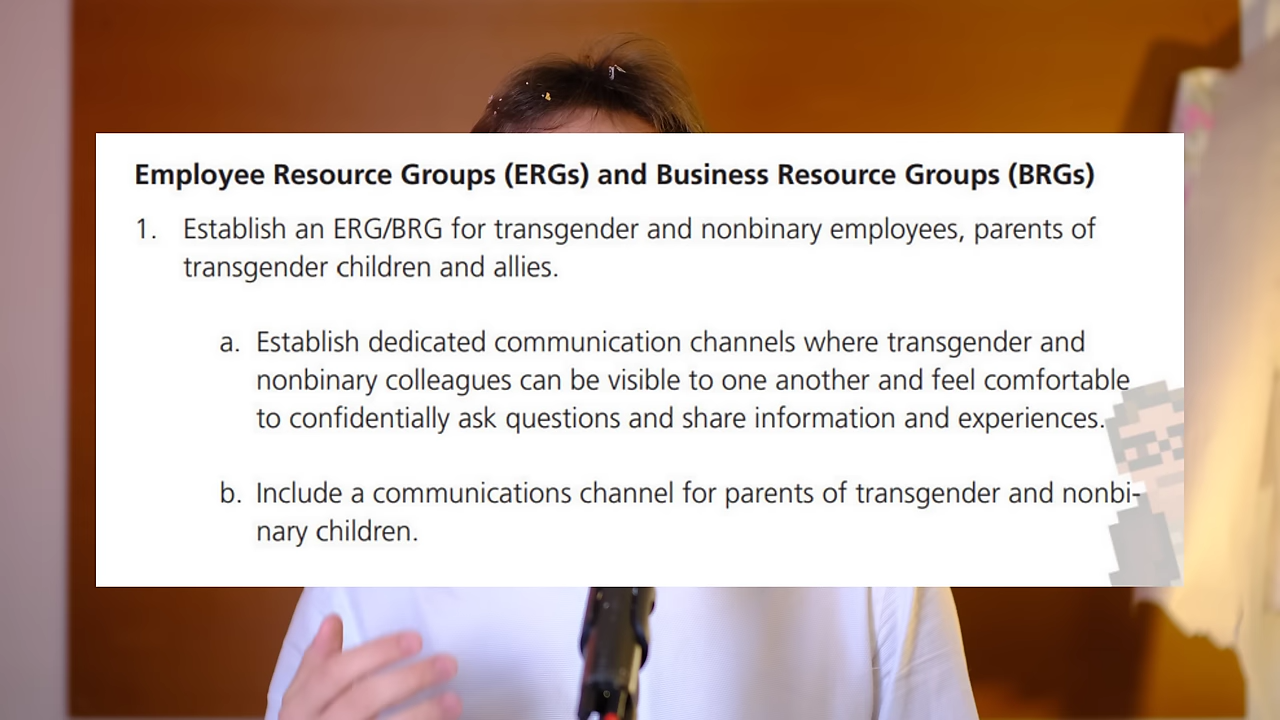 Employee Resource Groups (ERGs) and Business Resource Groups (BRGs)
1. Establish an ERG/BRG for transgender and nonbinary employees, parents of
transgender children and allies.
a. Establish dedicated communication channels where transgender and
nonbinary colleagues can be visible to one another and feel comfortable
to confidentially ask questions and share information and experiences.
b. Include a communications channel for parents of transgender and nonbi-
nary children.